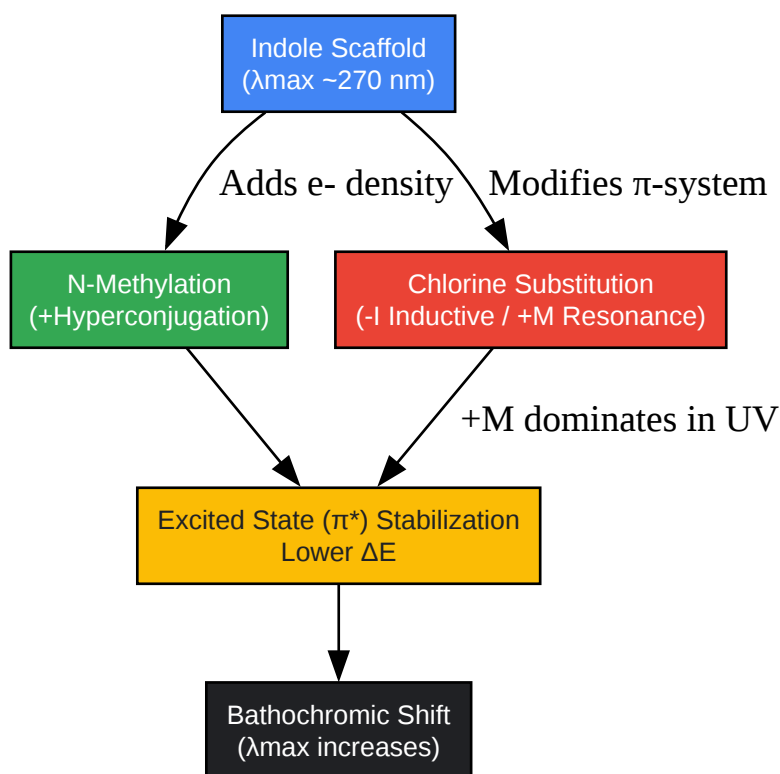 Indole Scaffold
(λmax ~270 nm)
Adds e- density
Modifies π-system
N-Methylation
(+Hyperconjugation)
Chlorine Substitution
(-I Inductive / +M Resonance)
+M dominates in UV
Excited State (π*) Stabilization
Lower ΔE
Bathochromic Shift
(λmax increases)